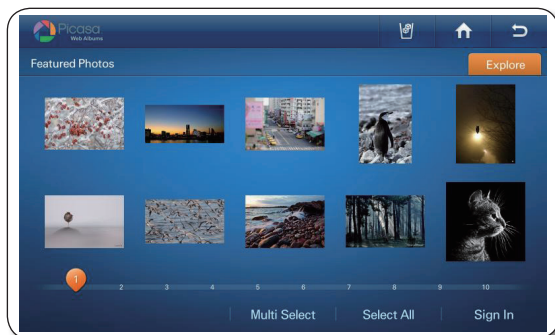 Picasa
Web Albums
Featured Photos
Explore
1 2 3 4 5 6 7 8 9 10
Multi Select
Select All
Sign In